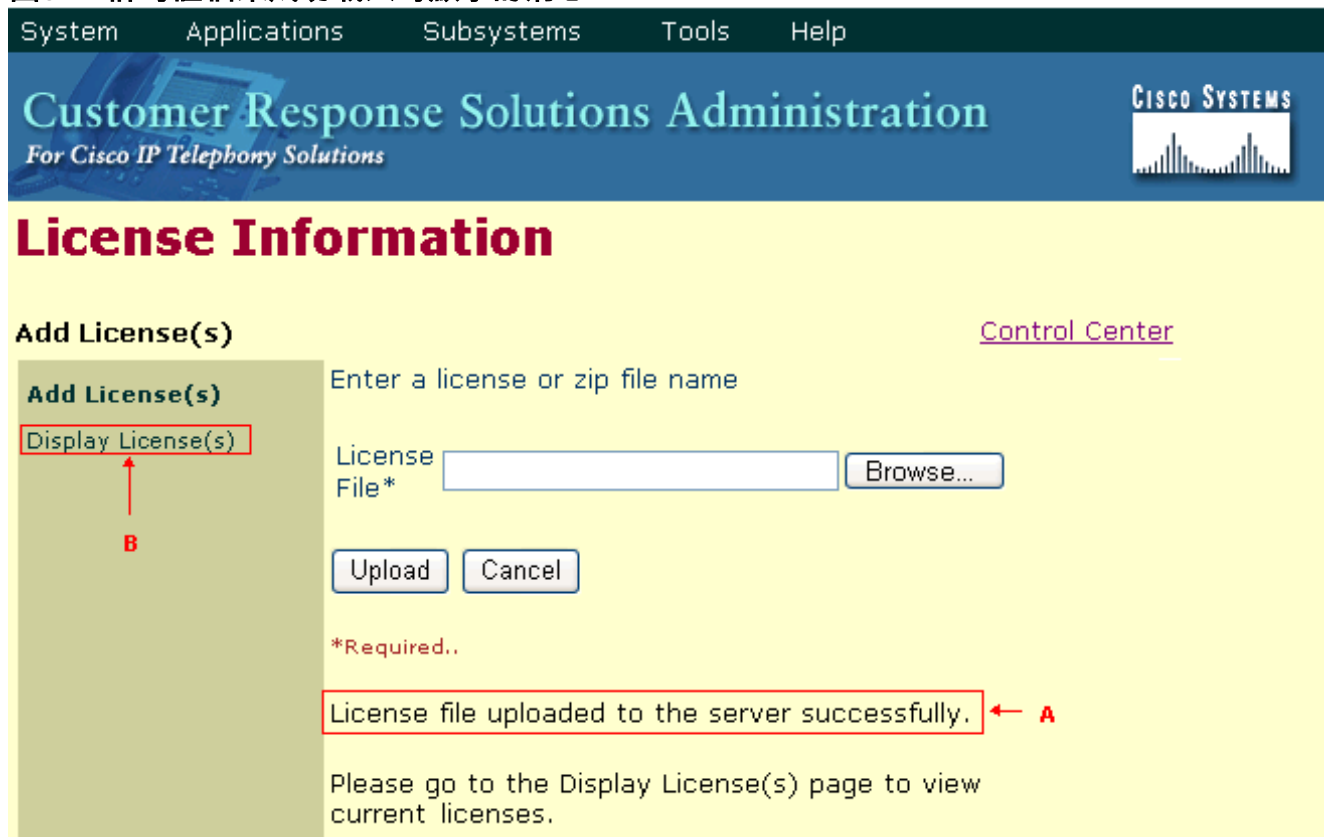 System Applications Subsystems Tools Help
Customer Response Solutions Administration
For Cisco IP Telephony Solutions
CISCO SYSTEMS
License Information
Add License(s)
Control Center
Add License(s)
Display License(s)
B
Enter a license or zip file name
License
File*
Browse...
Upload Cancel
*Required..
License file uploaded to the server successfully.
A
Please go to the Display License(s) page to view
current licenses.